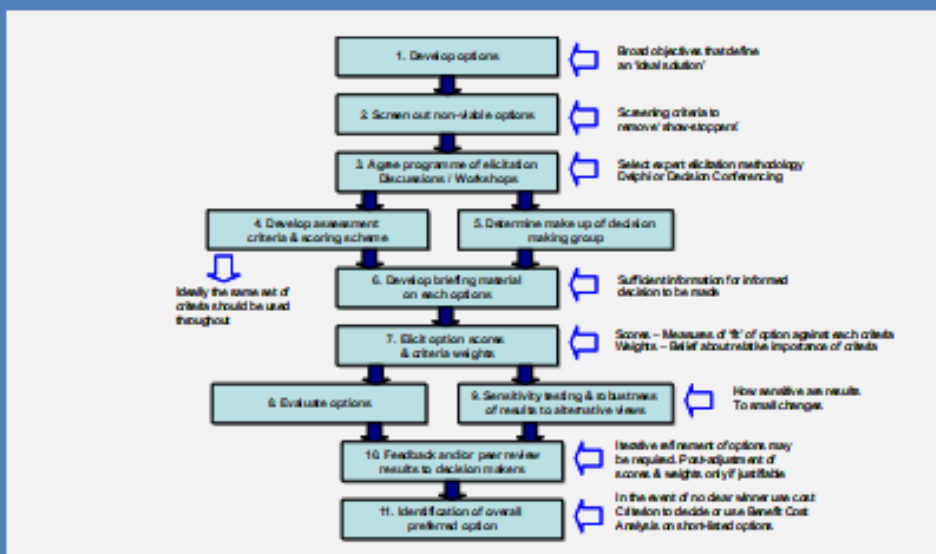 1. Develop options
Broad objectives that define
an 'ideal solution'
2. Screen out non-viable options
Screening criteria to
remove 'show-stoppers'
3. Agree programme of elicitation
Discussions / Workshops
Select expert elicitation methodology
Delphi or Decision Conferencing
4. Develop assessment
criteria & scoring scheme
5. Determine make up of decision
making group
Ideally the same set of
criteria should be used
throughout
6. Develop briefing material
on each options
Sufficient information for informed
decision to be made
7. Elicit option scores
& criteria weights
Scores – Measures of 'fit' of option against each criteria
Weights – Belief about relative importance of criteria
8. Evaluate options
9. Sensitivity testing & robustness
of results to alternative views
How sensitive are results
To small changes
10. Feedback and/or peer review
results to decision makers
Iterative refinement of options may
be required. Post-adjustment of
scores & weights only if justifiable
11. Identification of overall
preferred option
In the event of no clear winner use cost
Criterion to decide or use Benefit Cost
Analysis on short-listed options.